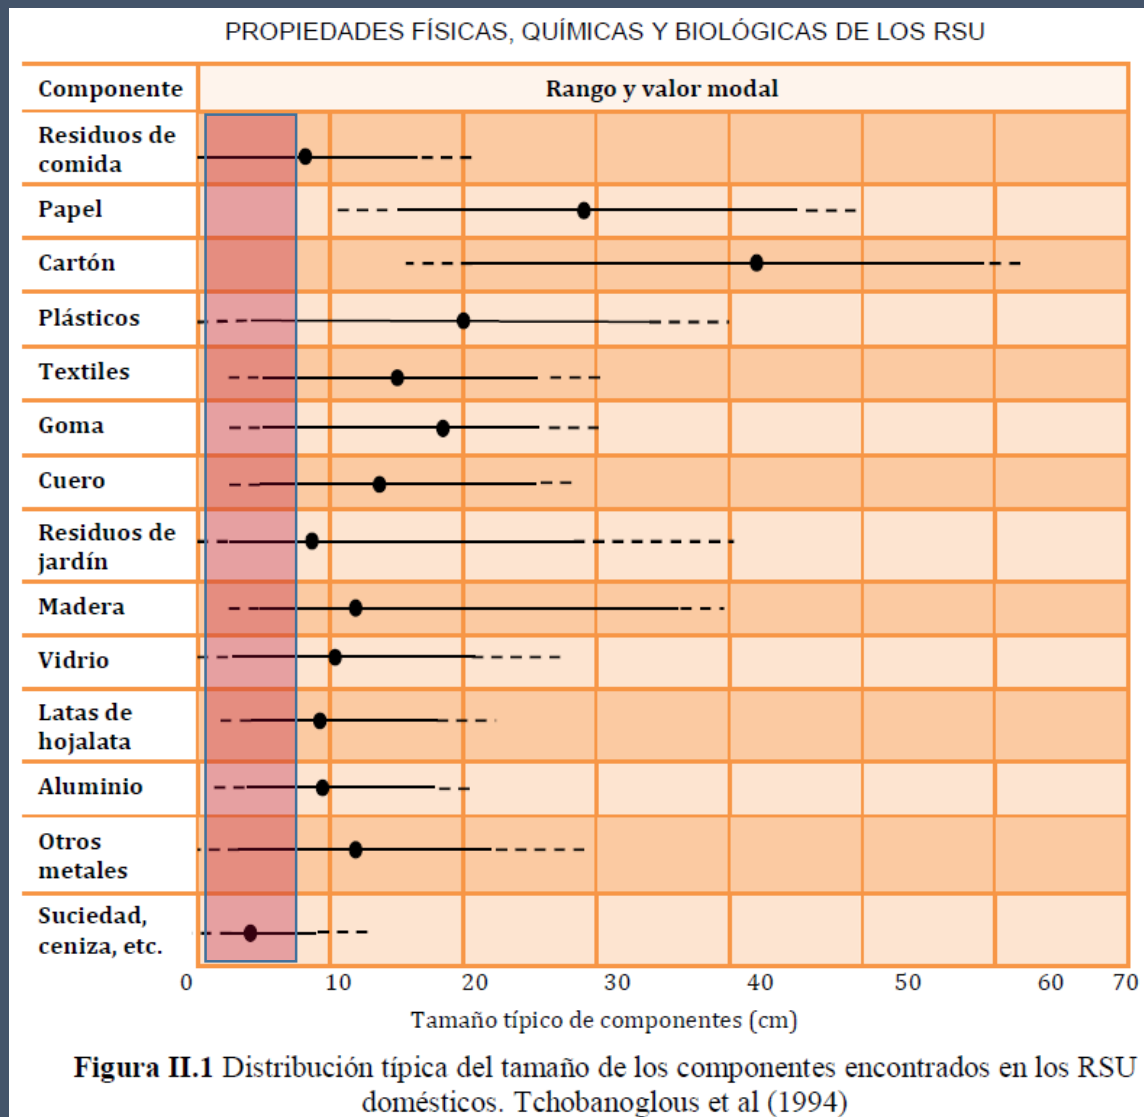 PROPIEDADES FÍSICAS, QUÍMICAS Y BIOLÓGICAS DE LOS RSU
Componente Rango y valor modal
Residuos de
comida
Papel
Cartón
Plásticos
Textiles
Goma
Cuero
Residuos de
jardín
Madera
Vidrio
Latas de
hojalata
Aluminio
Otros
metales
Suciedad,
ceniza, etc.
0 10 20 30 40 50 60 70
Tamaño típico de componentes (cm)
Figura II.1 Distribución típica del tamaño de los componentes encontrados en los RSU
domésticos. Tchobanoglous et al (1994)